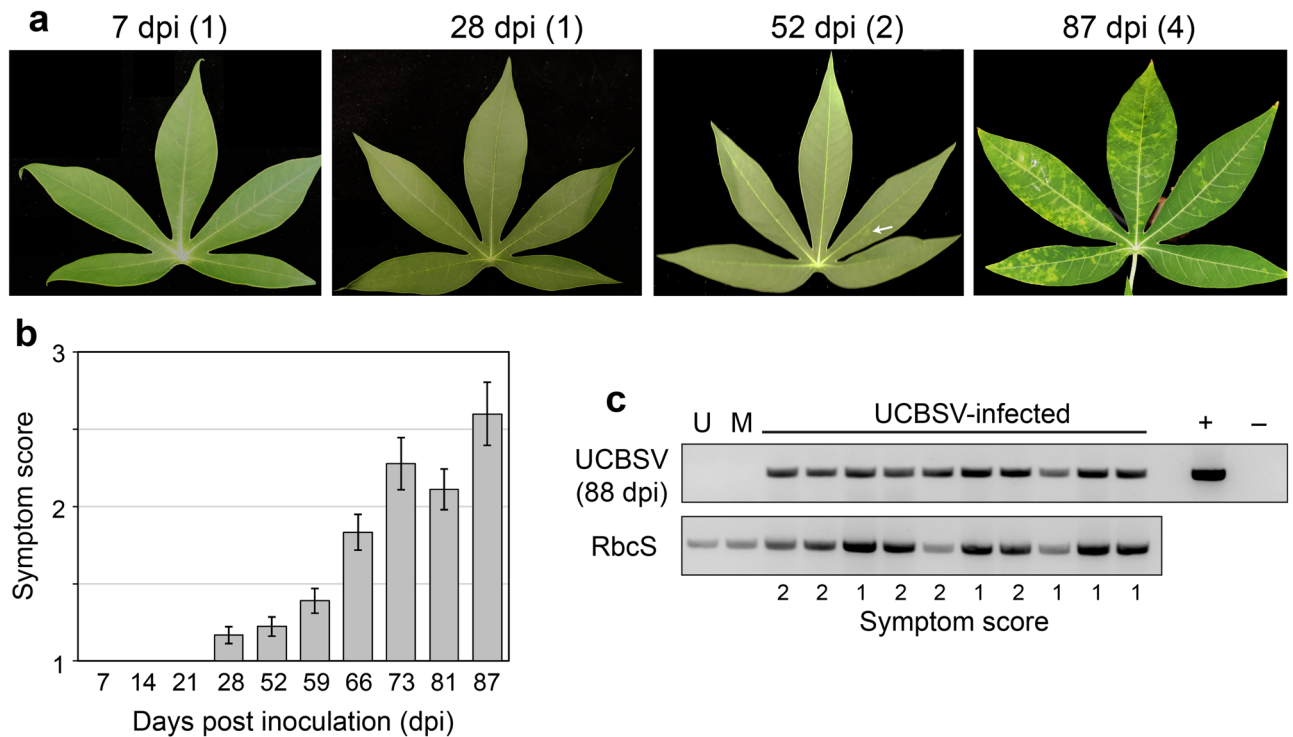 a
7 dpi (1) 28 dpi (1) 52 dpi (2) 87 dpi (4)
b
3
2
1
Symptom score
7 14 21 28 52 59 66 73 81 87
Days post inoculation (dpi)
c
U M UCBSV-infected + –
UCBSV
(88 dpi)
RbcS
2 2 1 2 2 1 2 1 1 1
Symptom score